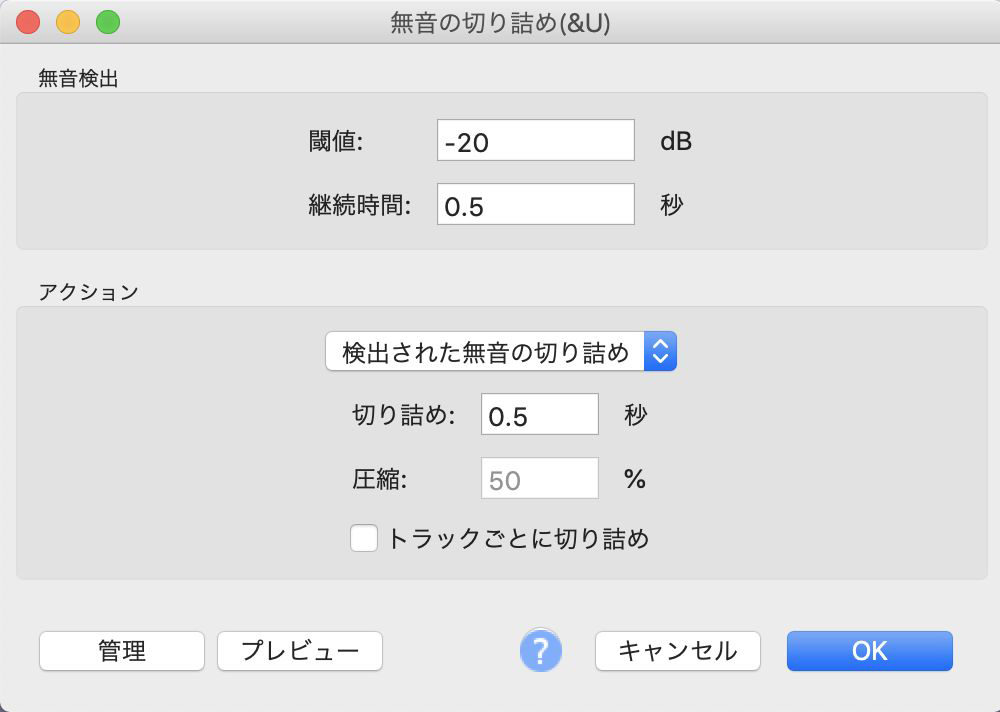 無音の切り詰め(&U)
無音検出
閾値: -20 dB
継続時間: 0.5 秒
アクション
検出された無音の切り詰め
切り詰め: 0.5 秒
圧縮: 50 %
トラックごとに切り詰め
管理 プレビュー ? キャンセル OK